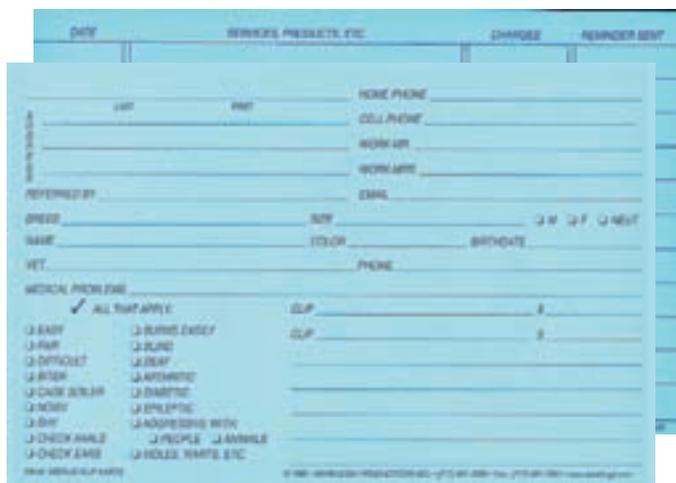 DATE SERVICES, PRODUCTS, ETC. CHARGES REMINDER SENT
HOME PHONE
LAST FIRST
CELL PHONE
WORK MR
WORK MRS
REFERRED BY EMAIL
BREED SIZE M F NEUT
NAME COLOR BIRTHDATE
VET PHONE
MEDICAL PROBLEMS
✓ ALL THAT APPLY: CLIP $
EASY BURNS EASILY CLIP $
FAIR BLIND
DIFFICULT DEAF
BITER ARTHRITIC
CAGE SOILER DIABETIC
NOISY EPILEPTIC
SHY AGGRESSIVE WITH:
CHECK ANALS PEOPLE ANIMALS
CHECK EARS MOLES, WARTS, ETC.